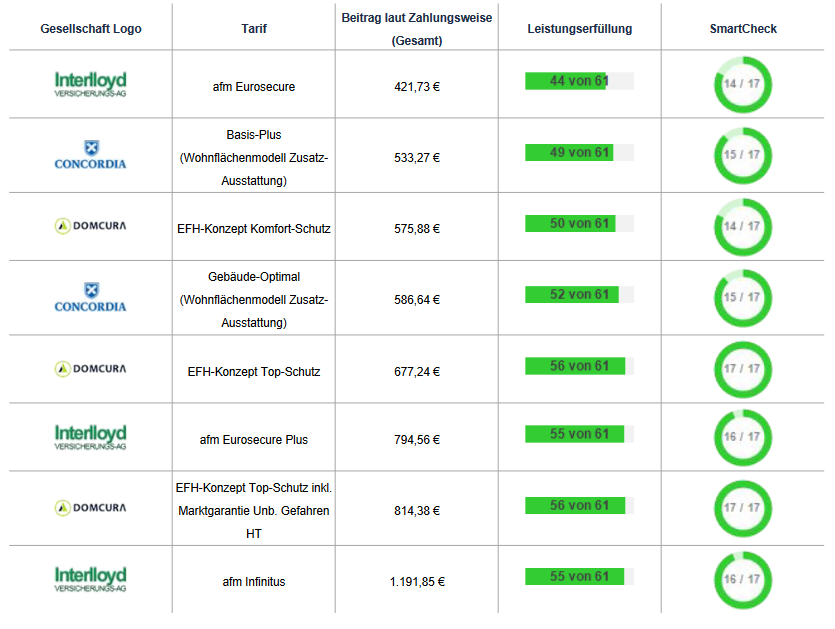 Gesellschaft Logo
Tarif
Beitrag laut Zahlungsweise
(Gesamt)
Leistungserfüllung
SmartCheck
Interlloyd
VERSICHERUNGS-AG
afm Eurosecure
421,73 €
44 von 61
14 / 17
CONCORDIA
Basis-Plus
(Wohnflächenmodell Zusatz-
Ausstattung)
533,27 €
49 von 61
15 / 17
DOMCURA
EFH-Konzept Komfort-Schutz
575,88 €
50 von 61
14 / 17
CONCORDIA
Gebäude-Optimal
(Wohnflächenmodell Zusatz-
Ausstattung)
586,64 €
52 von 61
15 / 17
DOMCURA
EFH-Konzept Top-Schutz
677,24 €
56 von 61
17 / 17
Interlloyd
VERSICHERUNGS-AG
afm Eurosecure Plus
794,56 €
55 von 61
16 / 17
DOMCURA
EFH-Konzept Top-Schutz inkl.
Marktgarantie Unb. Gefahren
HT
814,38 €
56 von 61
17 / 17
Interlloyd
VERSICHERUNGS-AG
afm Infinitus
1.191,85 €
55 von 61
16 / 17